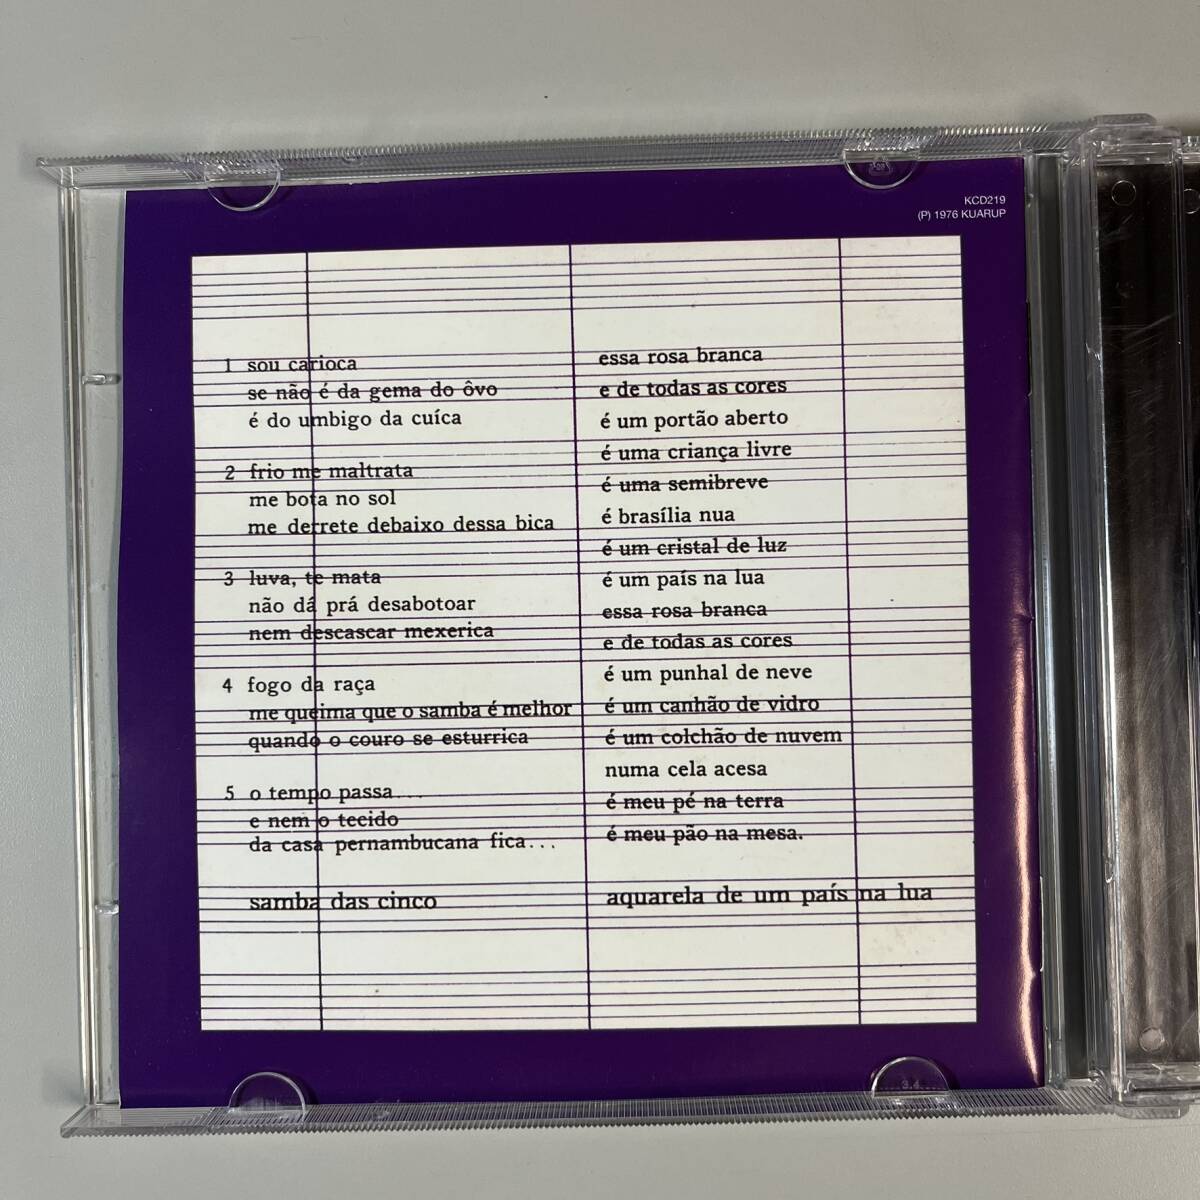 KCD219
(P) 1976 KUARUP
1 sou carioca
se não é da gema do ôvo
é do umbigo da cuíca
2 frio me maltrata
me bota no sol
me derrete debaixo dessa bica
3 luva, te mata
não dá prá desabotoar
nem descascar mexerica
4 fogo da raça
me queima que o samba é melhor
quando o couro se esturrica
5 o tempo passa...
e nem o tecido
da casa pernambucana fica...
samba das cinco
essa rosa branca
e de todas as cores
é um portão aberto
é uma criança livre
é uma semibreve
é brasília nua
é um cristal de luz
é um país na lua
essa rosa branca
e de todas as cores
é um punhal de neve
é um canhão de vidro
é um colchão de nuvem
numa cela acesa
é meu pé na terra
é meu pão na mesa.
aquarela de um país na lua